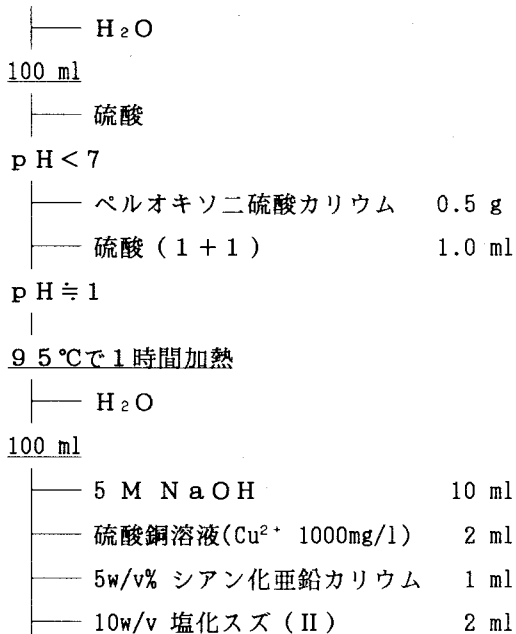 H₂O
100 ml
硫酸
pH<7
ペルオキソ二硫酸カリウム 0.5 g
硫酸(1+1) 1.0 ml
pH≒1
95℃で1時間加熱
H₂O
100 ml
5 M NaOH 10 ml
硫酸銅溶液(Cu²⁺ 1000mg/l) 2 ml
5w/v% シアン化亜鉛カリウム 1 ml
10w/v 塩化スズ(II) 2 ml